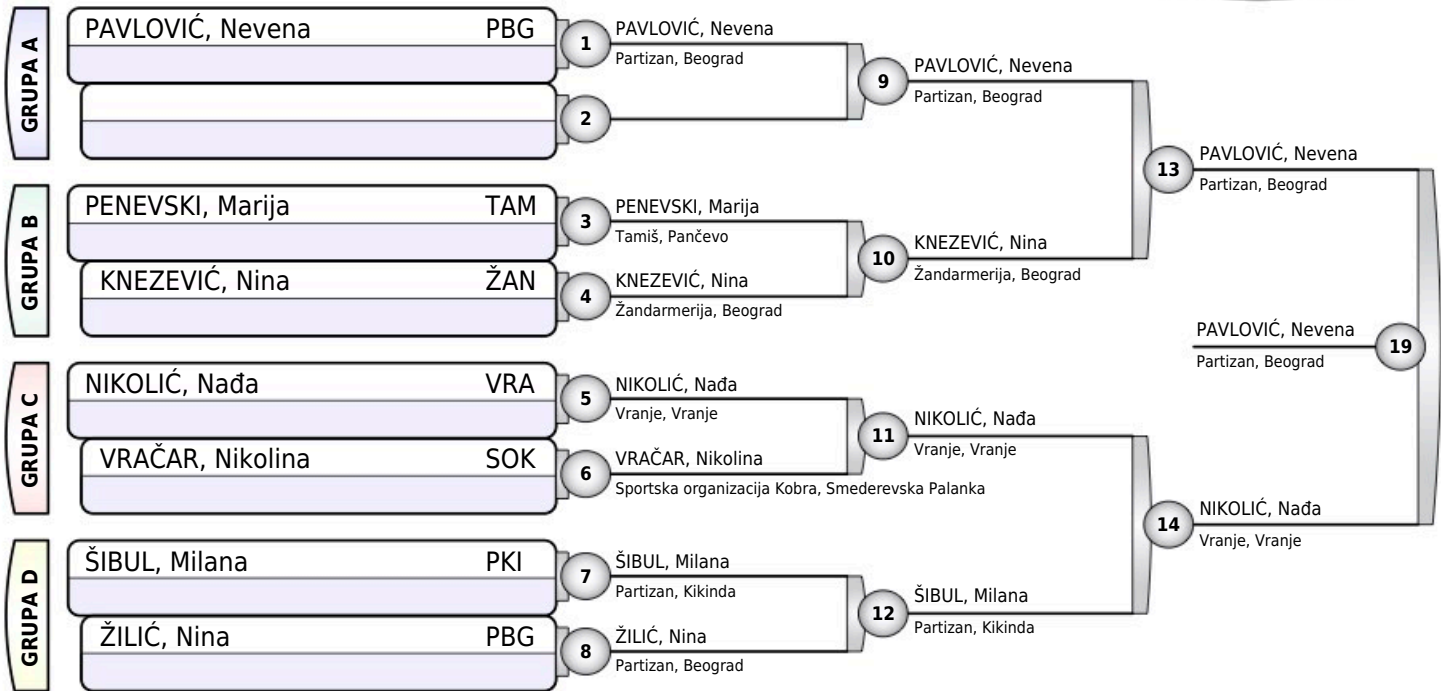 GRUPA A
PAVLOVIĆ, Nevena PBG
1
PAVLOVIĆ, Nevena
Partizan, Beograd
2
9
PAVLOVIĆ, Nevena
Partizan, Beograd
GRUPA B
PENEVSKI, Marija TAM
3
PENEVSKI, Marija
Tamiš, Pančevo
KNEZEVIĆ, Nina ŽAN
4
KNEZEVIĆ, Nina
Žandarmerija, Beograd
10
KNEZEVIĆ, Nina
Žandarmerija, Beograd
13
PAVLOVIĆ, Nevena
Partizan, Beograd
GRUPA C
NIKOLIĆ, Nađa VRA
5
NIKOLIĆ, Nađa
Vranje, Vranje
VRAČAR, Nikolina SOK
6
VRAČAR, Nikolina
Sportska organizacija Kobra, Smederevska Palanka
11
NIKOLIĆ, Nađa
Vranje, Vranje
GRUPA D
ŠIBUL, Milana PKI
7
ŠIBUL, Milana
Partizan, Kikinda
ŽILIĆ, Nina PBG
8
ŽILIĆ, Nina
Partizan, Beograd
12
ŠIBUL, Milana
Partizan, Kikinda
14
NIKOLIĆ, Nađa
Vranje, Vranje
PAVLOVIĆ, Nevena
Partizan, Beograd
19